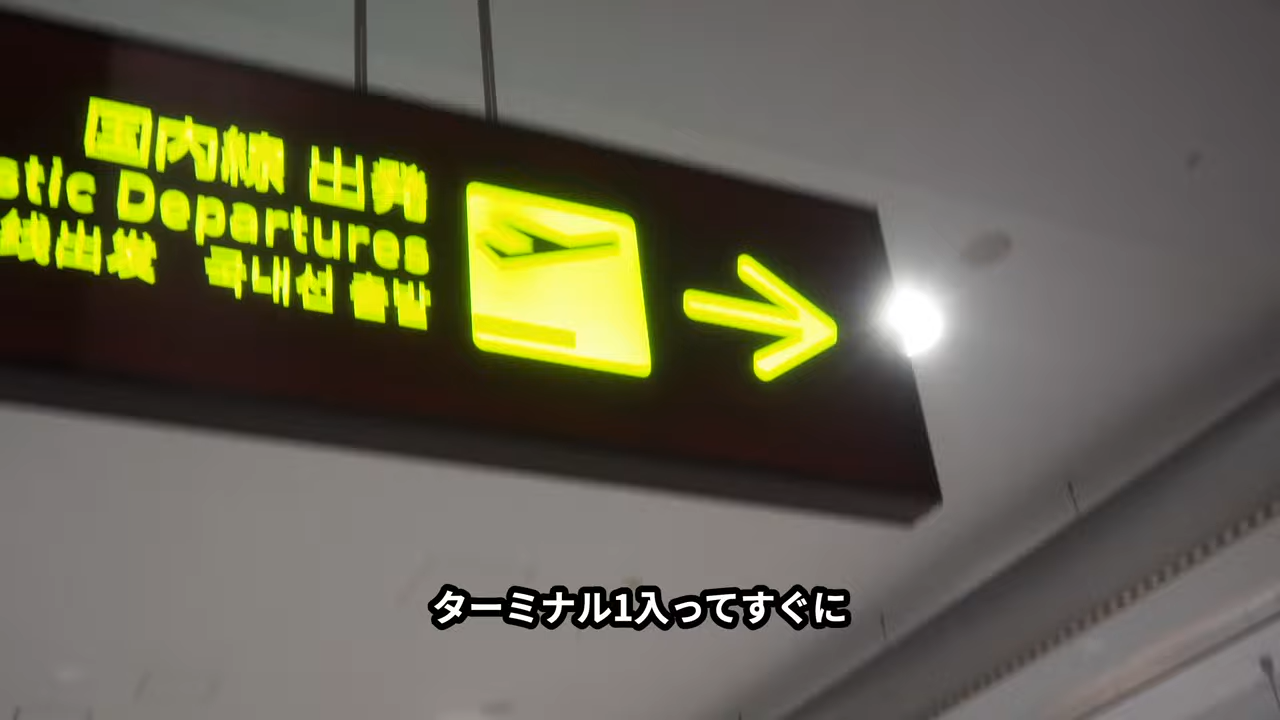 国内線 出発
stic Departures
线出发 국내선 출발
ターミナル1入ってすぐに